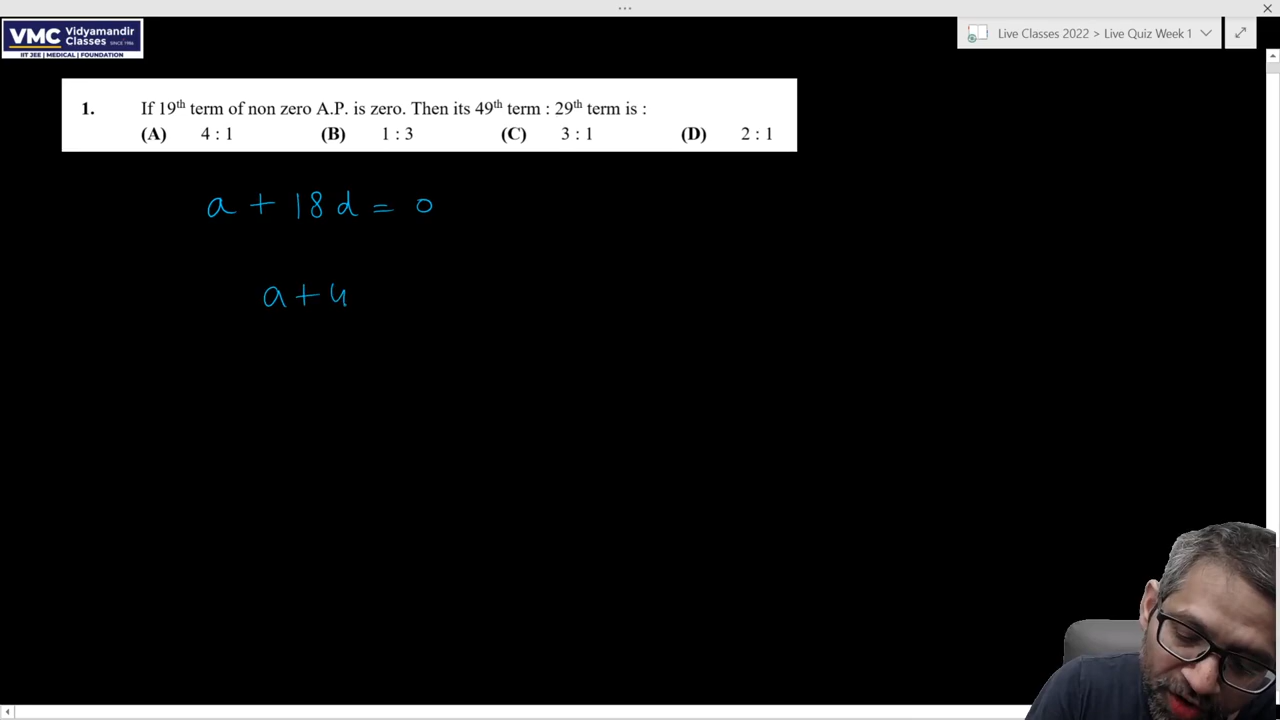 VMC Vidyamandir Classes SINCE 1986
IIT JEE | MEDICAL | FOUNDATION
Live Classes 2022 > Live Quiz Week 1
1. If 19th term of non zero A.P. is zero. Then its 49th term : 29th term is :
(A) 4 : 1 (B) 1 : 3 (C) 3 : 1 (D) 2 : 1
a + 18 d = 0
a + 4